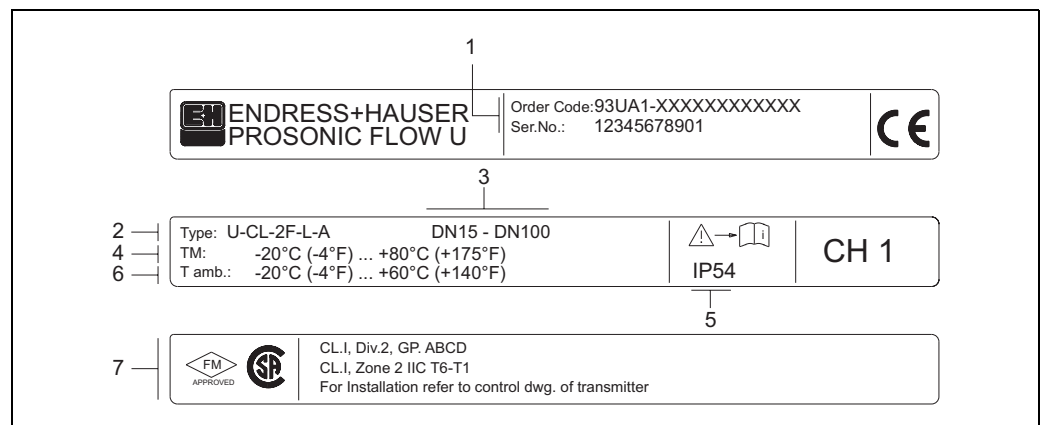 1
EH ENDRESS+HAUSER
PROSONIC FLOW U
Order Code:93UA1-XXXXXXXXXXXX
Ser.No.: 12345678901
CE
3
2 Type: U-CL-2F-L-A DN15 - DN100
4 TM: -20°C (-4°F) ... +80°C (+175°F)
6 T amb.: -20°C (-4°F) ... +60°C (+140°F)
i
IP54
CH 1
5
7
FM
APPROVED
SA
CL.I, Div.2, GP. ABCD
CL.I, Zone 2 IIC T6-T1
For Installation refer to control dwg. of transmitter